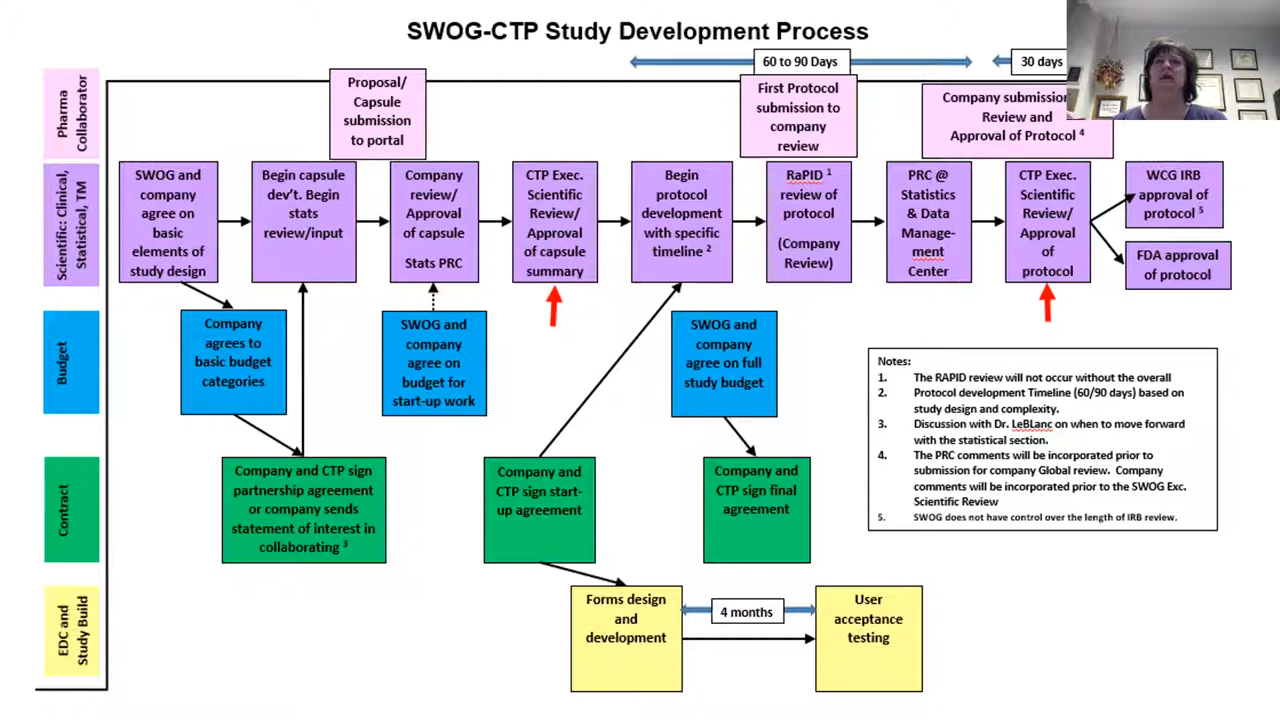 SWOG-CTP Study Development Process
60 to 90 Days
30 days
Pharma
Collaborator
Proposal/
Capsule
submission
to portal
First Protocol
submission to
company
review
Company submission
Review and
Approval of Protocol 4
Scientific: Clinical,
Statistical, TM
SWOG and
company
agree on
basic
elements of
study design
Begin capsule
dev't. Begin
stats
review/input
Company
review/
Approval
of capsule
Stats PRC
CTP Exec.
Scientific
Review/
Approval
of capsule
summary
Begin
protocol
development
with specific
timeline 2
RaPID 1
review of
protocol
(Company
Review)
PRC @
Statistics
& Data
Manage-
ment
Center
CTP Exec.
Scientific
Review/
Approval
of
protocol
WCG IRB
approval of
protocol 5
FDA approval
of protocol
Budget
Company
agrees to
basic budget
categories
SWOG and
company
agree on
budget for
start-up work
SWOG and
company
agree on full
study budget
Contract
Company and CTP sign
partnership agreement
or company sends
statement of interest in
collaborating 3
Company and
CTP sign start-
up agreement
Company and
CTP sign final
agreement
EDC and
Study Build
Forms design
and
development
4 months
User
acceptance
testing
Notes:
1. The RAPID review will not occur without the overall
2. Protocol development Timeline (60/90 days) based on
study design and complexity.
3. Discussion with Dr. LeBLanc on when to move forward
with the statistical section.
4. The PRC comments will be incorporated prior to
submission for company Global review. Company
comments will be incorporated prior to the SWOG Exc.
Scientific Review
5. SWOG does not have control over the length of IRB review.